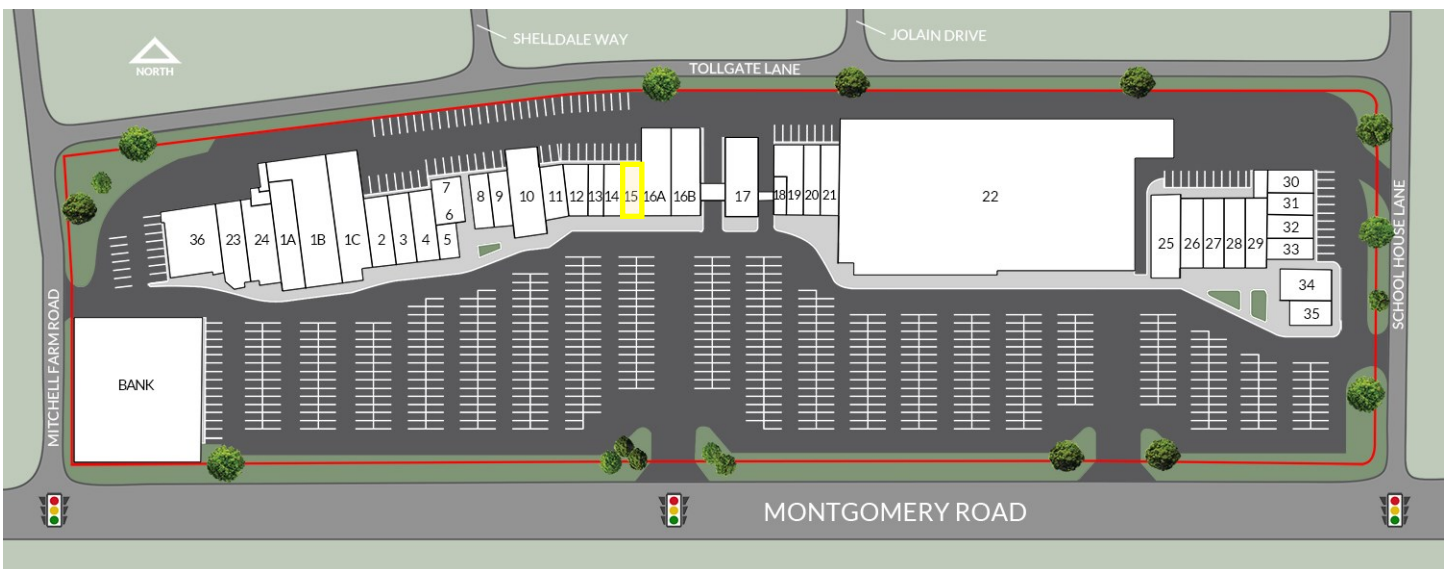 SHELLDALE WAY
JOLAIN DRIVE
NORTH
TOLLGATE LANE
MITCHELL FARM ROAD
SCHOOL HOUSE LANE
36
23
24
1A
1B
1C
2
3
4
7
6
5
8
9
10
11
12
13
14
15
16A
16B
17
18
19
20
21
22
25
26
27
28
29
30
31
32
33
34
35
BANK
MONTGOMERY ROAD